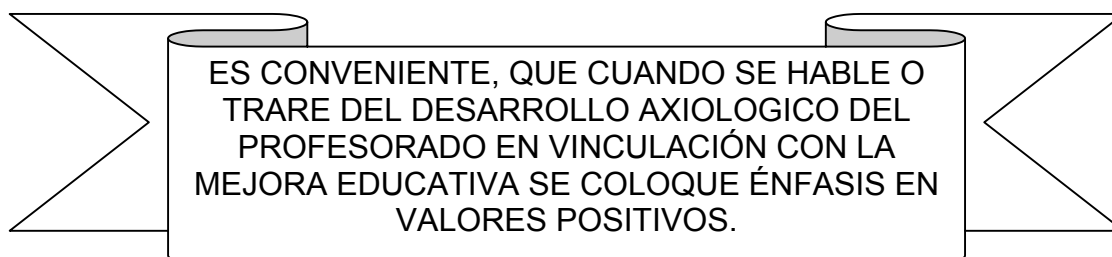 ES CONVENIENTE, QUE CUANDO SE HABLE O
TRARE DEL DESARROLLO AXIOLOGICO DEL
PROFESORADO EN VINCULACIÓN CON LA
MEJORA EDUCATIVA SE COLOQUE ÉNFASIS EN
VALORES POSITIVOS.